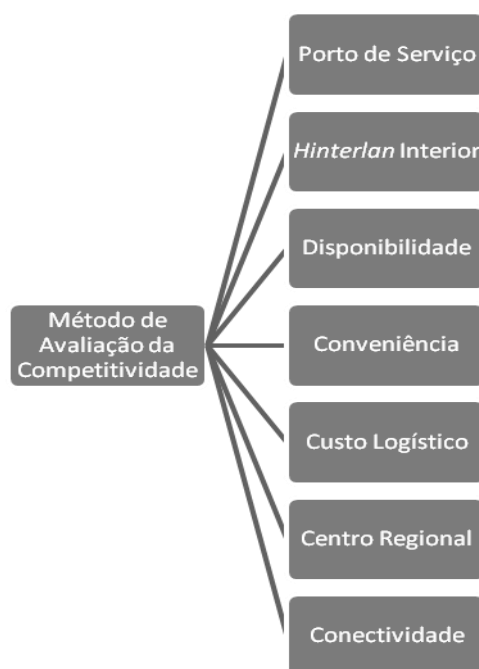 Porto de Serviço
Hinterlan Interior
Disponibilidade
Método de
Avaliação da
Competitividade
Conveniência
Custo Logístico
Centro Regional
Conectividade